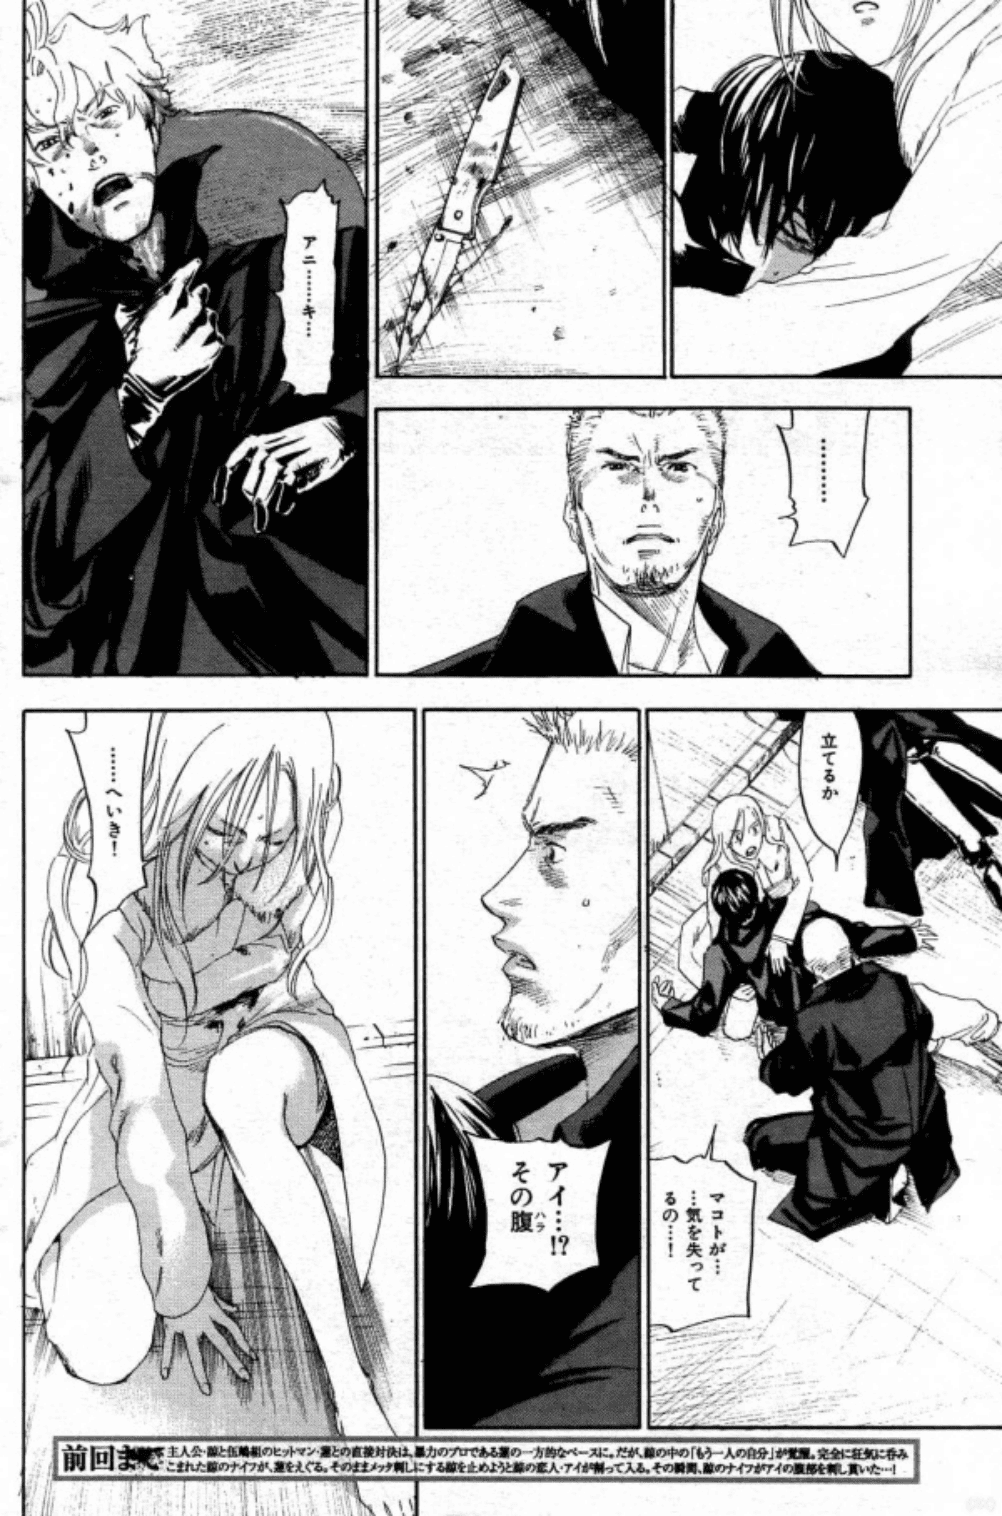 アニ………キ…
………
立てるか
マコトが…
…気を失って
るの…！
アイ…！？
その腹
ハラ
……へいき！
前回まで
主人公・諒と伍嶋組のヒットマン・蓮との直接対決は、暴力のプロである蓮の一方的なペースに。だが、諒の中の「もう一人の自分」が覚醒。完全に狂気に呑み
こまれた諒のナイフが、蓮をえぐる。そのままメッタ刺しにする諒を止めようと諒の恋人・アイが割って入る。その瞬間、諒のナイフがアイの腹部を刺し貫いた…！